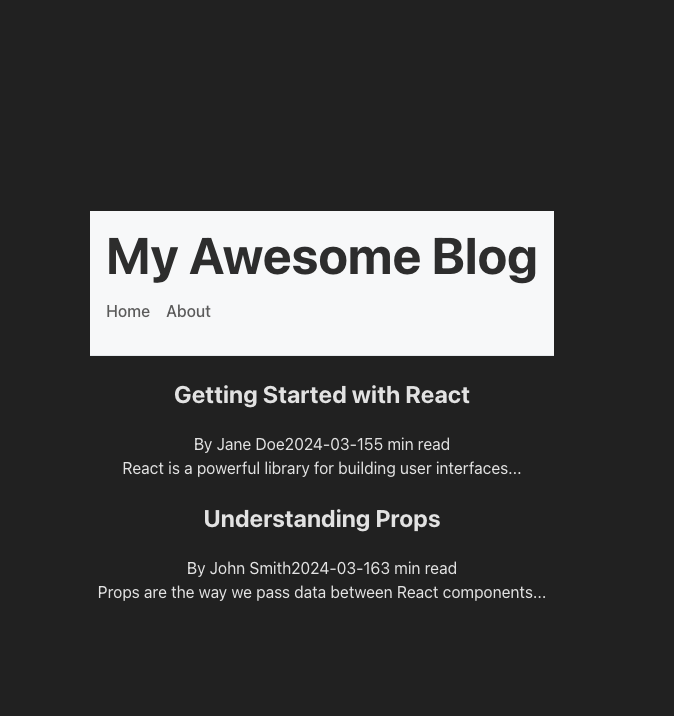 My Awesome Blog
Home About
Getting Started with React
By Jane Doe2024-03-155 min read
React is a powerful library for building user interfaces...
Understanding Props
By John Smith2024-03-163 min read
Props are the way we pass data between React components...